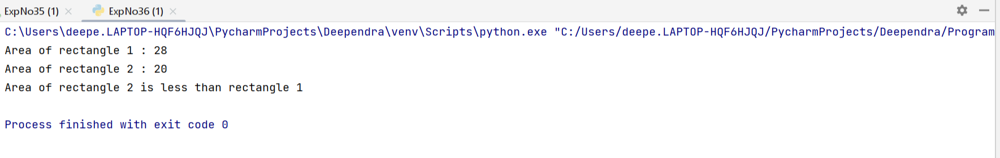 ExpNo35 (1) × ExpNo36 (1) ×
C:\Users\deepe.LAPTOP-HQF6HJQJ\PycharmProjects\Deependra\venv\Scripts\python.exe "C:/Users/deepe.LAPTOP-HQF6HJQJ/PycharmProjects/Deependra/Program
Area of rectangle 1 : 28
Area of rectangle 2 : 20
Area of rectangle 2 is less than rectangle 1
Process finished with exit code 0